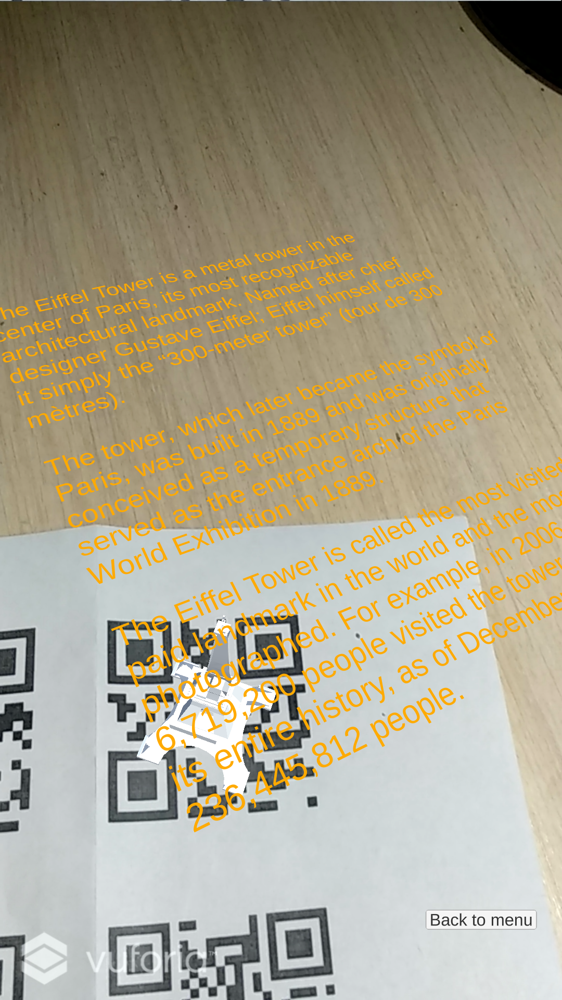 he Eiffel Tower is a metal tower in the
center of Paris, its most recognizable
architectural landmark. Named after chief
designer Gustave Eiffel; Eiffel himself called
it simply the “300-meter tower” (tour de 300
mètres).
The tower, which later became the symbol of
Paris, was built in 1889 and was originally
conceived as a temporary structure that
served as the entrance arch of the Paris
World Exhibition in 1889.
The Eiffel Tower is called the most visited
paid landmark in the world and the mo
photographed. For example, in 2006
6,719,200 people visited the tower
its entire history, as of December
236,445,812 people.
Back to menu
vuforia™